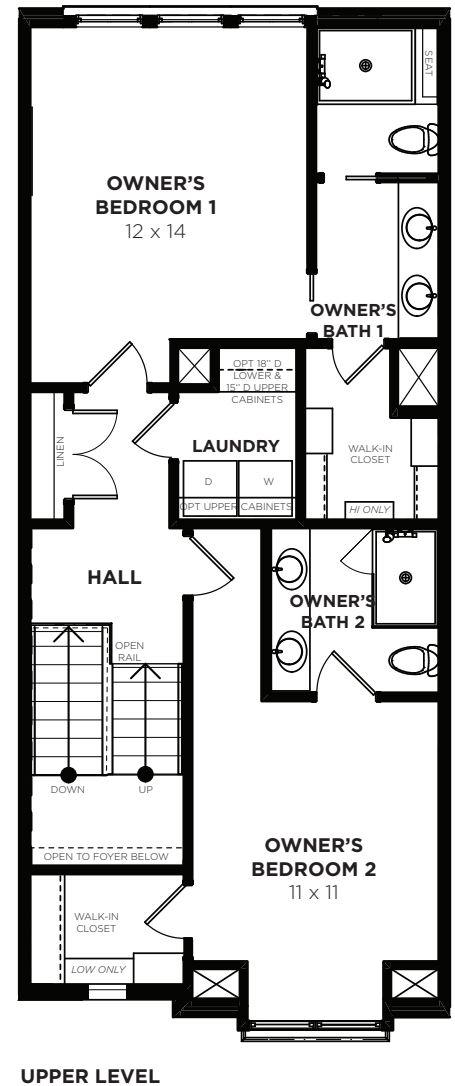 SEAT
OWNER'S
BEDROOM 1
12 x 14
OWNER'S
BATH 1
OPT 18" D
LOWER &
15" D UPPER
CABINETS
LINEN
LAUNDRY
WALK-IN
CLOSET
D
W
OPT UPPER CABINETS
HI ONLY
HALL
OWNER'S
BATH 2
OPEN
RAIL
DOWN
UP
OPEN TO FOYER BELOW
OWNER'S
BEDROOM 2
11 x 11
WALK-IN
CLOSET
LOW ONLY
UPPER LEVEL